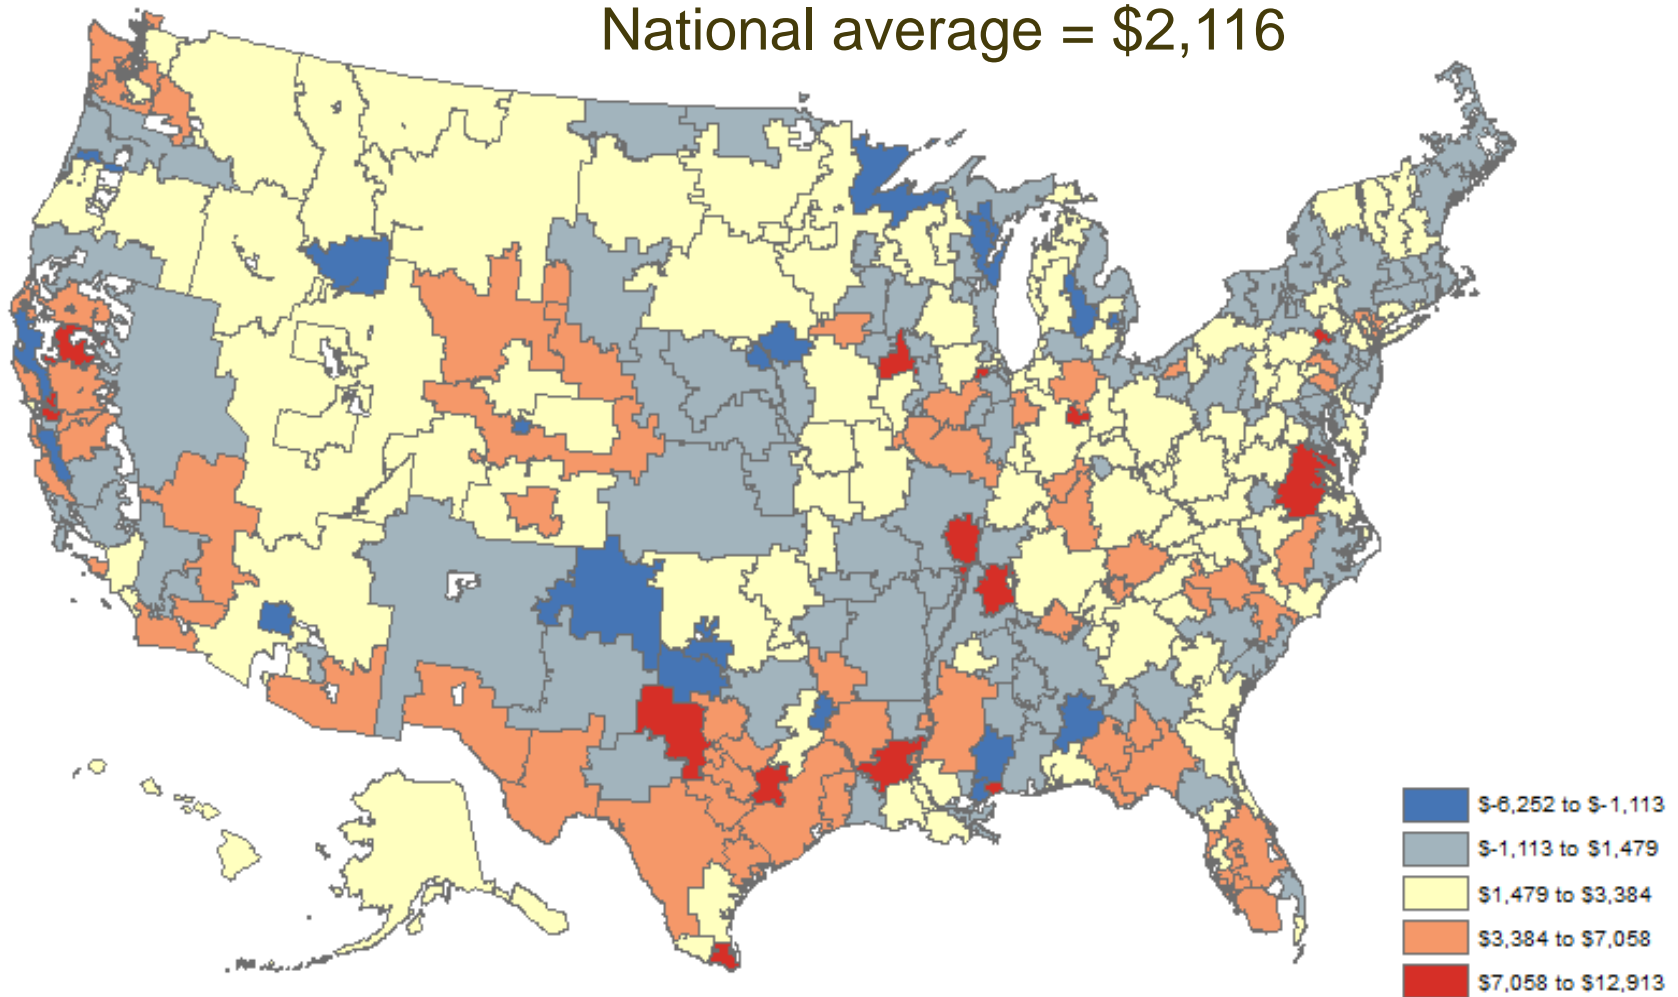 National average = $2,116
$-6,252 to $-1,113
$-1,113 to $1,479
$1,479 to $3,384
$3,384 to $7,058
$7,058 to $12,913